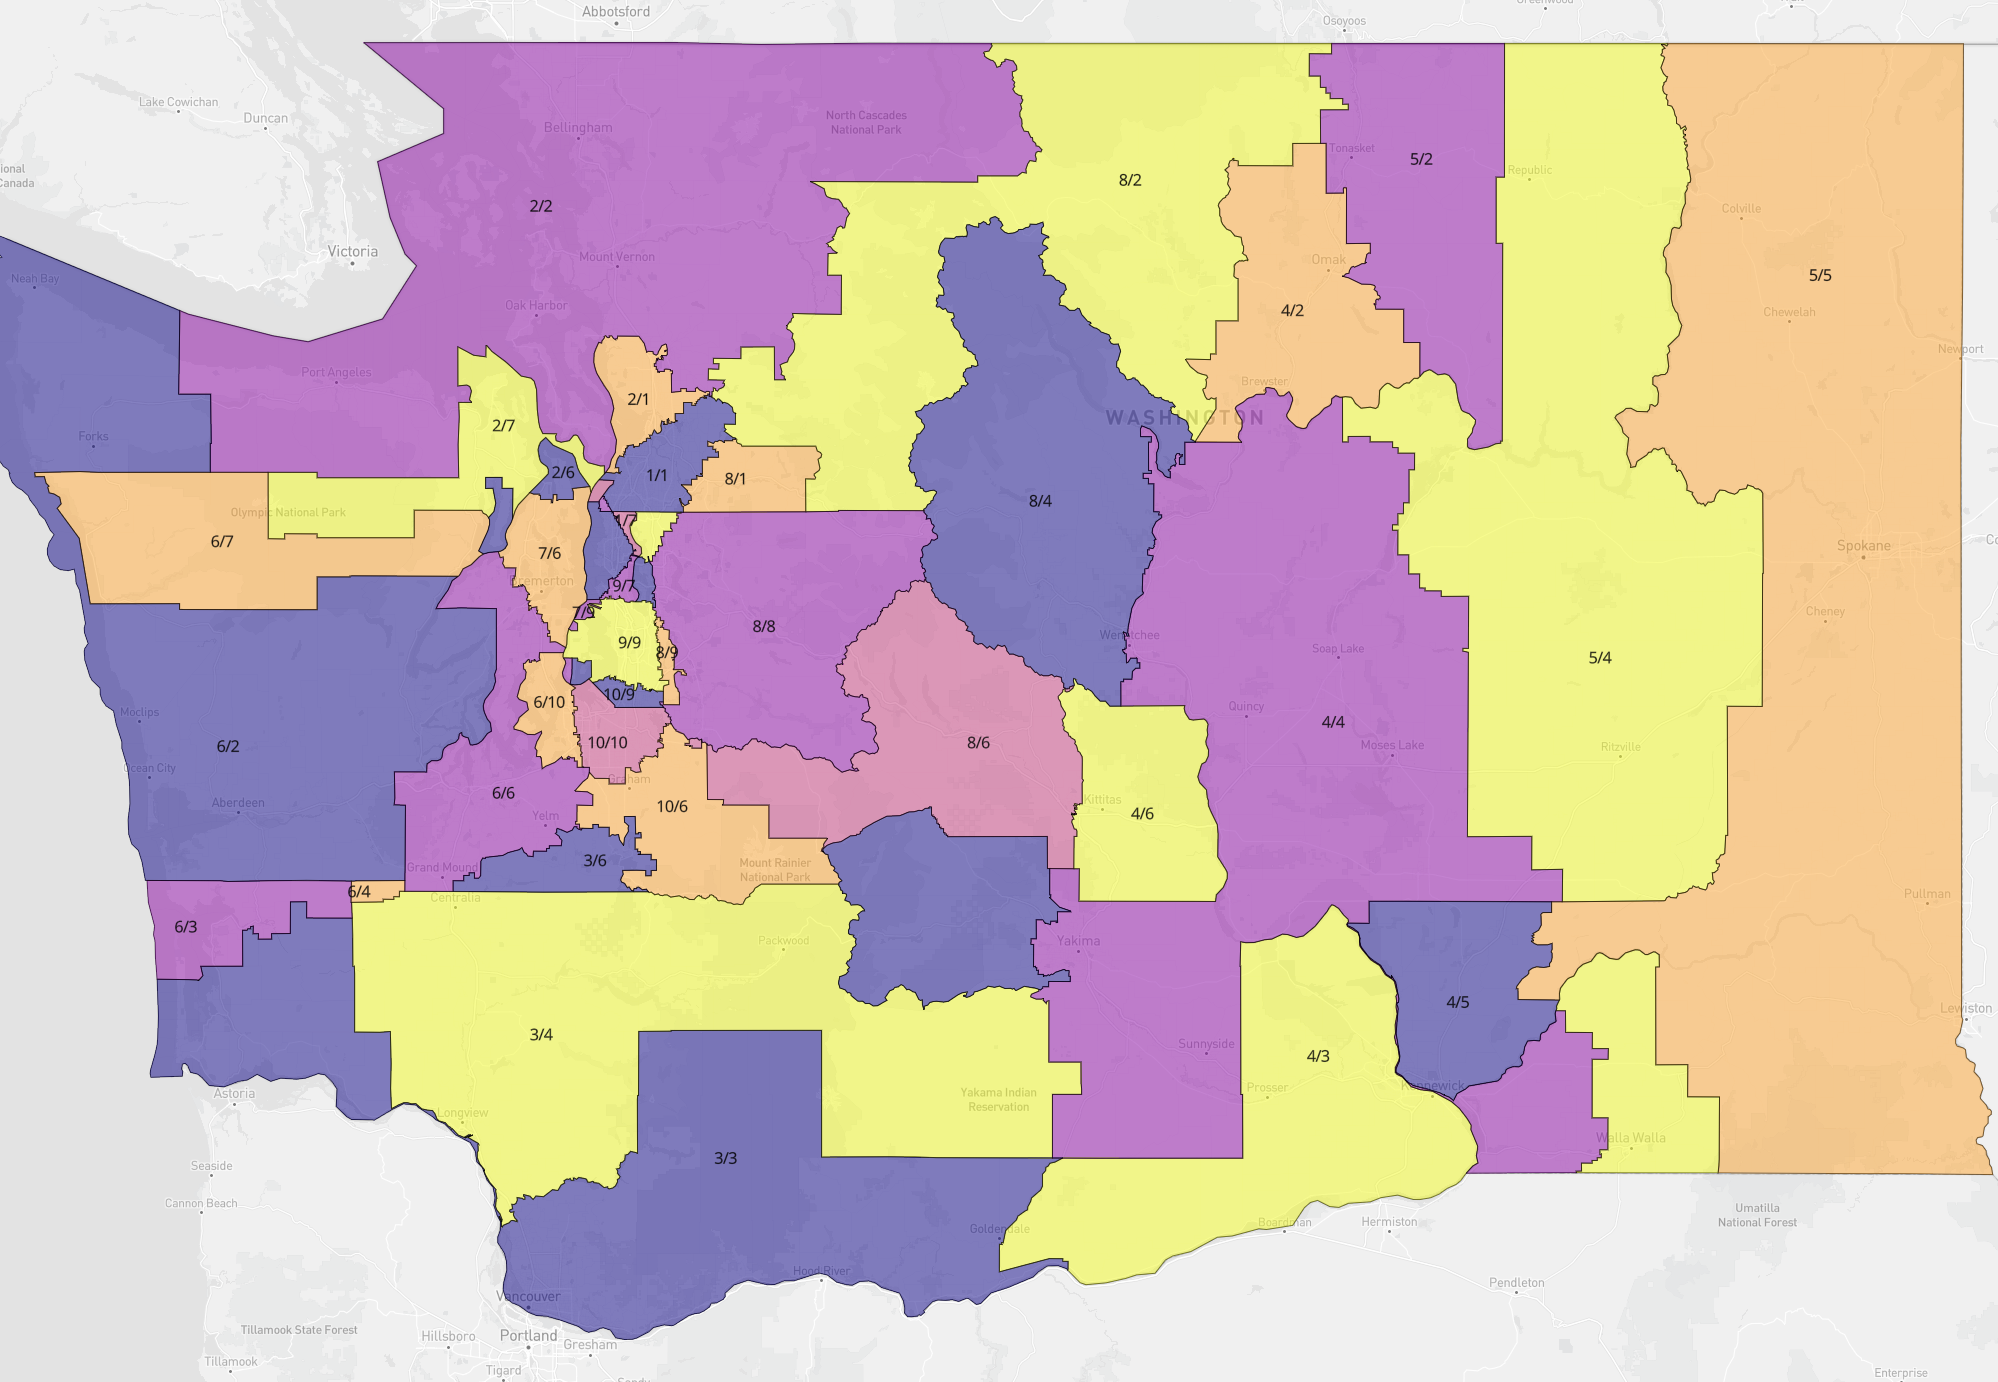 Abbotsford
Osoyoos
Greenwood
Lake Cowichan
Duncan
ional
Canada
Victoria
Neah Bay
Bellingham
North Cascades
National Park
2/2
Mount Vernon
Oak Harbor
8/2
Tonasket
5/2
Republic
Colville
5/5
Omak
4/2
Chewelah
Newport
Brewster
Port Angeles
Forks
2/7
2/1
2/6
1/1
8/1
WASHINGTON
8/4
Olympic National Park
6/7
7/6
Bremerton
1/7
9/7
7/9
9/9
8/9
8/8
Wenatchee
Spokane
Cheney
Soap Lake
5/4
Moclips
6/2
Ocean City
Aberdeen
6/10
10/9
10/10
Graham
8/6
Quincy
4/4
Moses Lake
Ritzville
6/6
Yelm
10/6
Kittitas
4/6
3/6
Grand Mound
Mount Rainier
National Park
6/4
Centralia
Pullman
6/3
Packwood
Yakima
3/4
Sunnyside
4/3
4/5
Lewiston
Prosser
Kennewick
Yakama Indian
Reservation
Astoria
Longview
Walla Walla
3/3
Seaside
Cannon Beach
Goldendale
Boardman
Hermiston
Umatilla
National Forest
Hood River
Vancouver
Pendleton
Tillamook State Forest
Hillsboro
Portland
Gresham
Tillamook
Tigard
Sandy
Enterprise